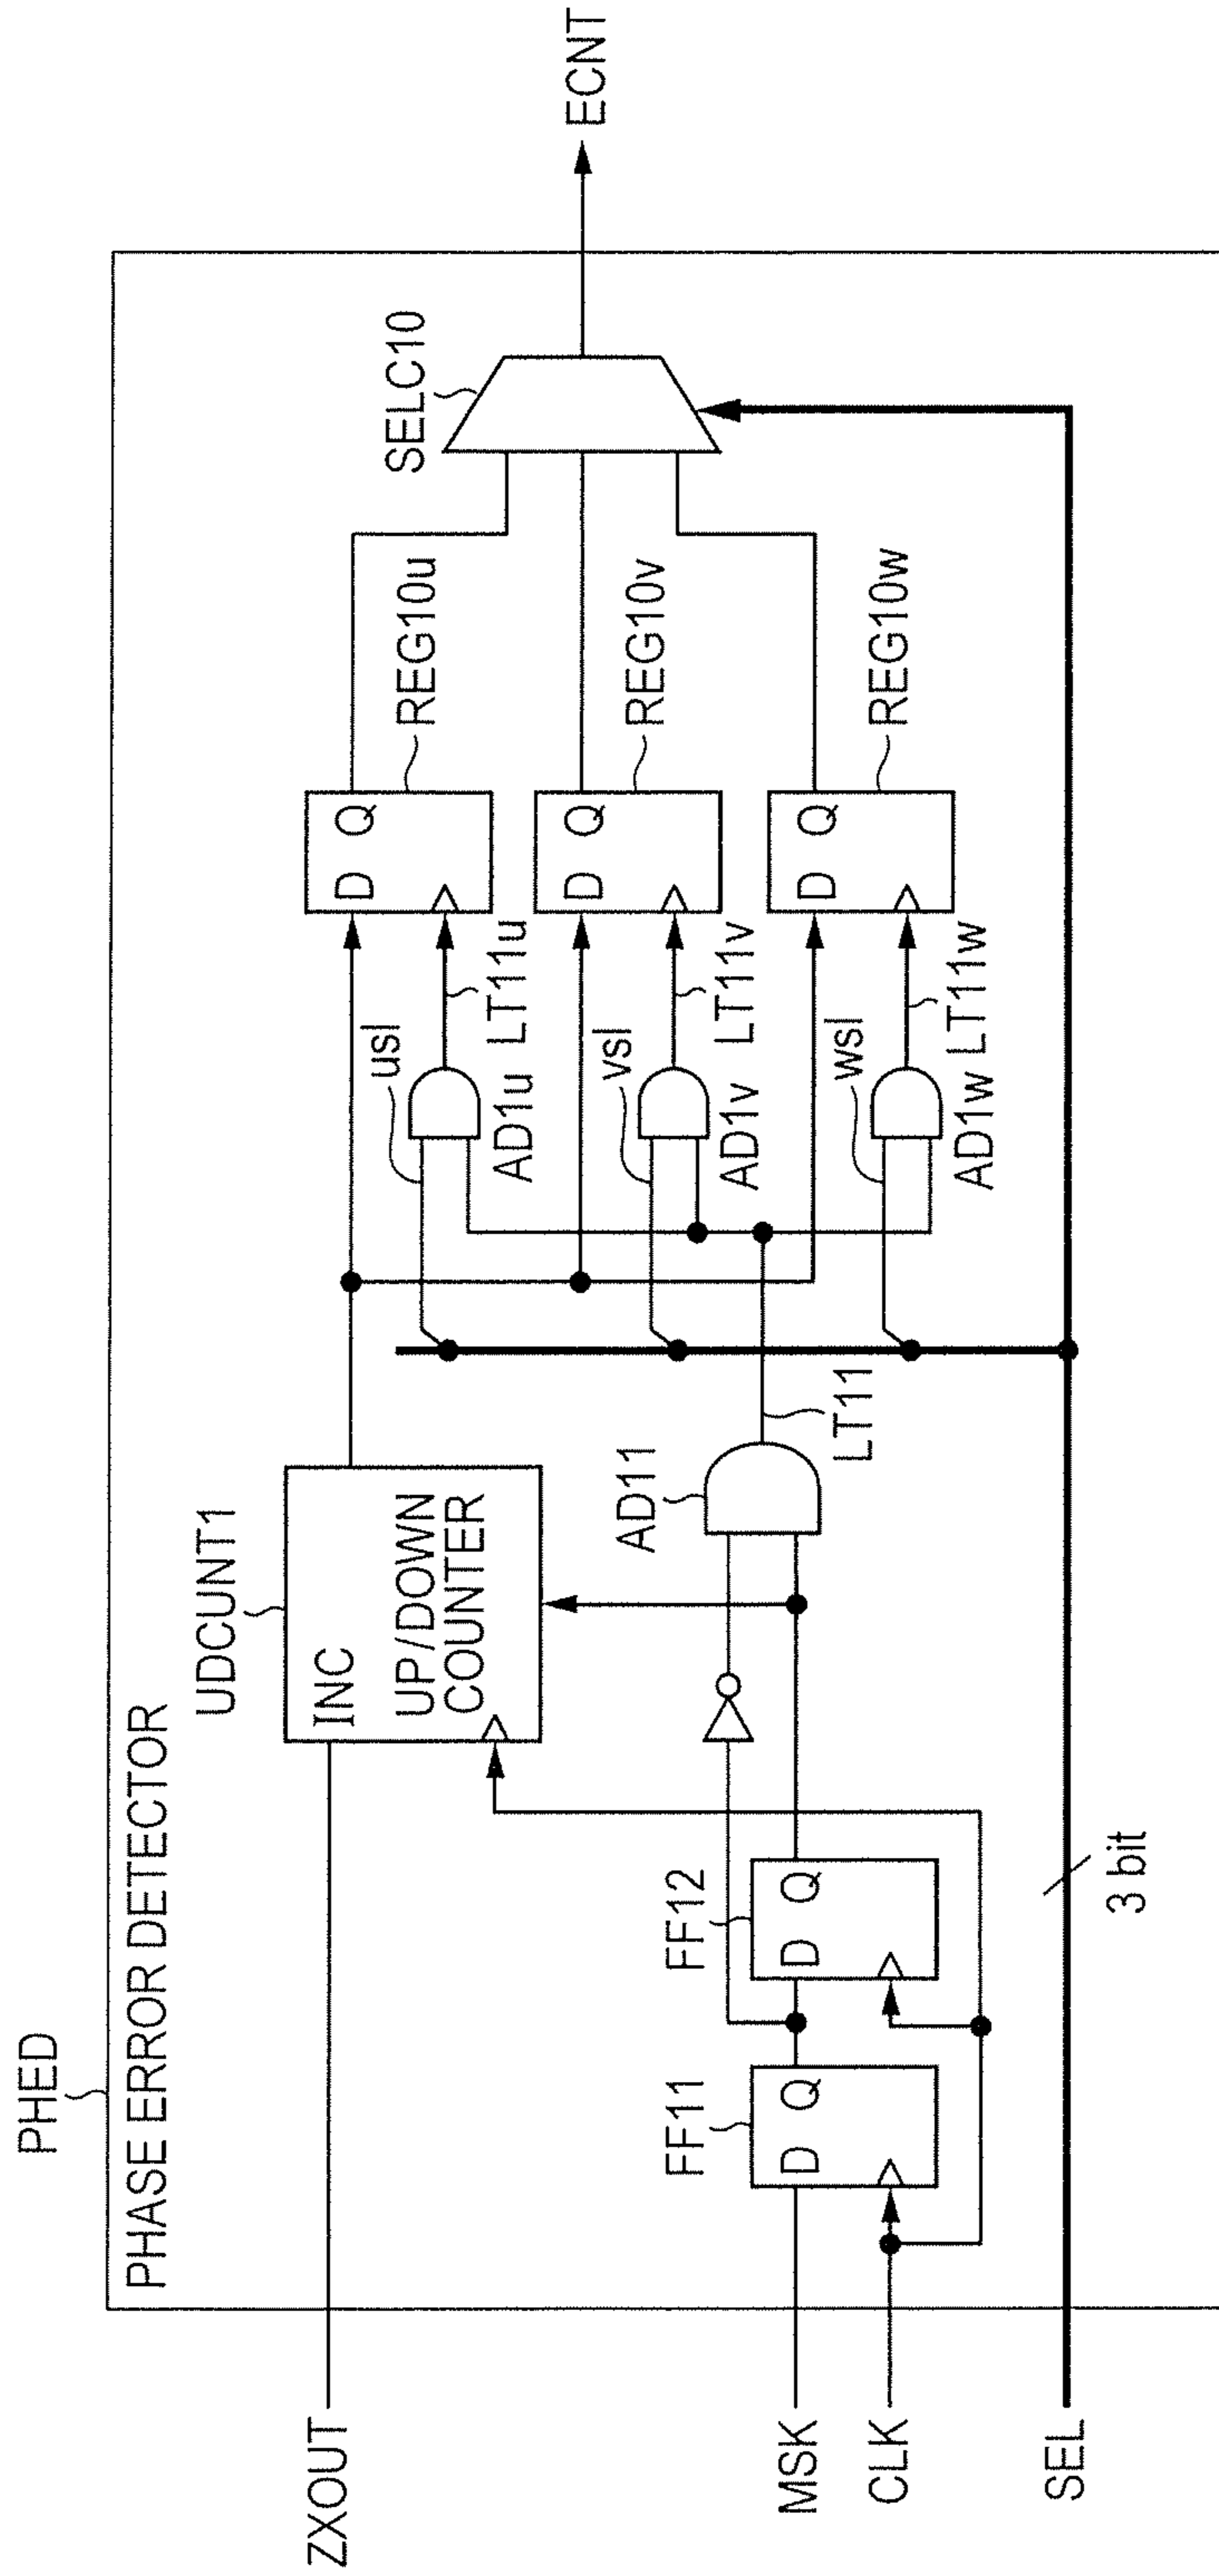 PHED
PHASE ERROR DETECTOR
ZXOUT
UDCUNT1
INC
UP/DOWN
COUNTER
MSK
CLK
SEL
FF11
D Q
FF12
D Q
3 bit
AD11
LT11
usl
AD1u
LT11u
vsl
AD1v
LT11v
wsl
AD1w
LT11w
D Q
REG10u
D Q
REG10v
D Q
REG10w
SELC10
ECNT